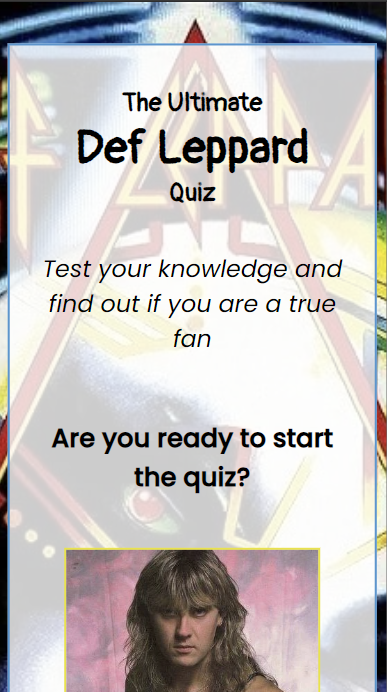 The Ultimate
Def Leppard
Quiz
Test your knowledge and
find out if you are a true
fan
Are you ready to start
the quiz?